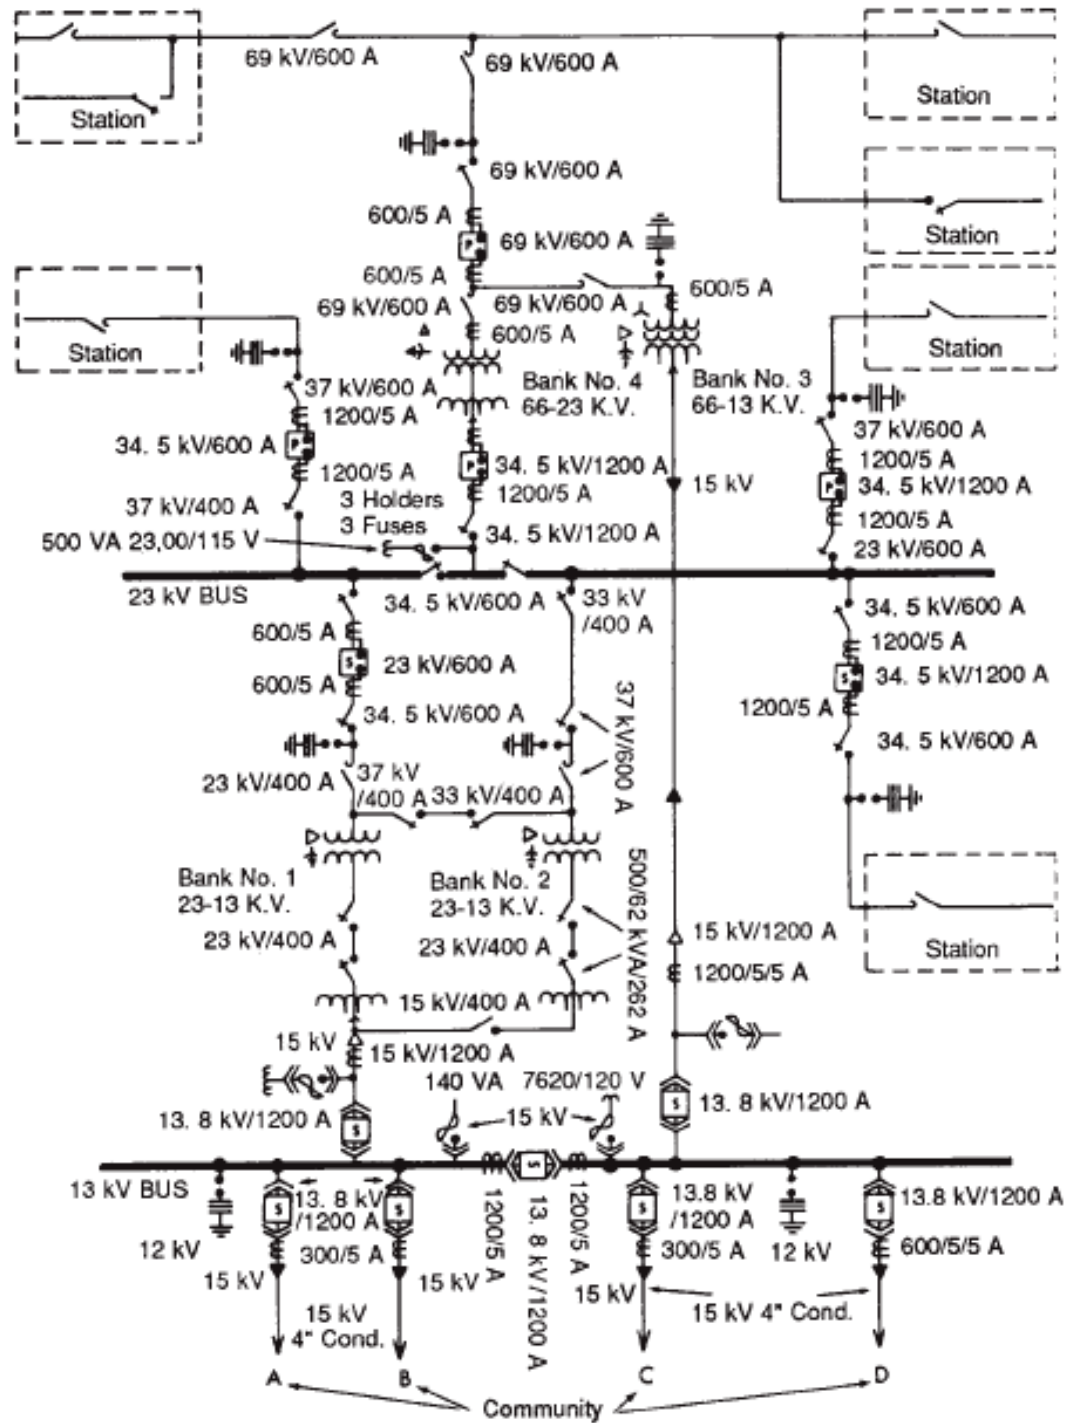 69 kV/600 A
69 kV/600 A
Station
Station
69 kV/600 A
600/5 A
69 kV/600 A
Station
600/5 A
69 kV/600 A
69 kV/600 A
600/5 A
600/5 A
Station
Station
37 kV/600 A
Bank No. 4
66-23 K.V.
Bank No. 3
66-13 K.V.
1200/5 A
37 kV/600 A
34. 5 kV/600 A
P
P
P
P
1200/5 A
1200/5 A
34. 5 kV/1200 A
15 kV
34. 5 kV/1200 A
37 kV/400 A
3 Holders
3 Fuses
1200/5 A
1200/5 A
500 VA 23,00/115 V
34. 5 kV/1200 A
23 kV/600 A
23 kV BUS
34. 5 kV/600 A
33 kV
/400 A
34. 5 kV/600 A
600/5 A
1200/5 A
S
23 kV/600 A
S
34. 5 kV/1200 A
600/5 A
1200/5 A
34. 5 kV/600 A
37 kV/600 A
34. 5 kV/600 A
23 kV/400 A
37 kV
/400 A
33 kV/400 A
Bank No. 1
23-13 K.V.
Bank No. 2
23-13 K.V.
500/62 kVA/262 A
23 kV/400 A
23 kV/400 A
15 kV/1200 A
Station
1200/5/5 A
15 kV/400 A
15 kV
15 kV/1200 A
140 VA
7620/120 V
13. 8 kV/1200 A
S
15 kV
S
13. 8 kV/1200 A
S
13 kV BUS
13. 8 kV
/1200 A
1200/5 A
13. 8 kV/1200 A
1200/5 A
13.8 kV
/1200 A
13.8 kV/1200 A
S
S
S
S
12 kV
300/5 A
300/5 A
12 kV
600/5/5 A
15 kV
15 kV
15 kV
15 kV 4" Cond.
15 kV
4" Cond.
A
B
C
D
Community